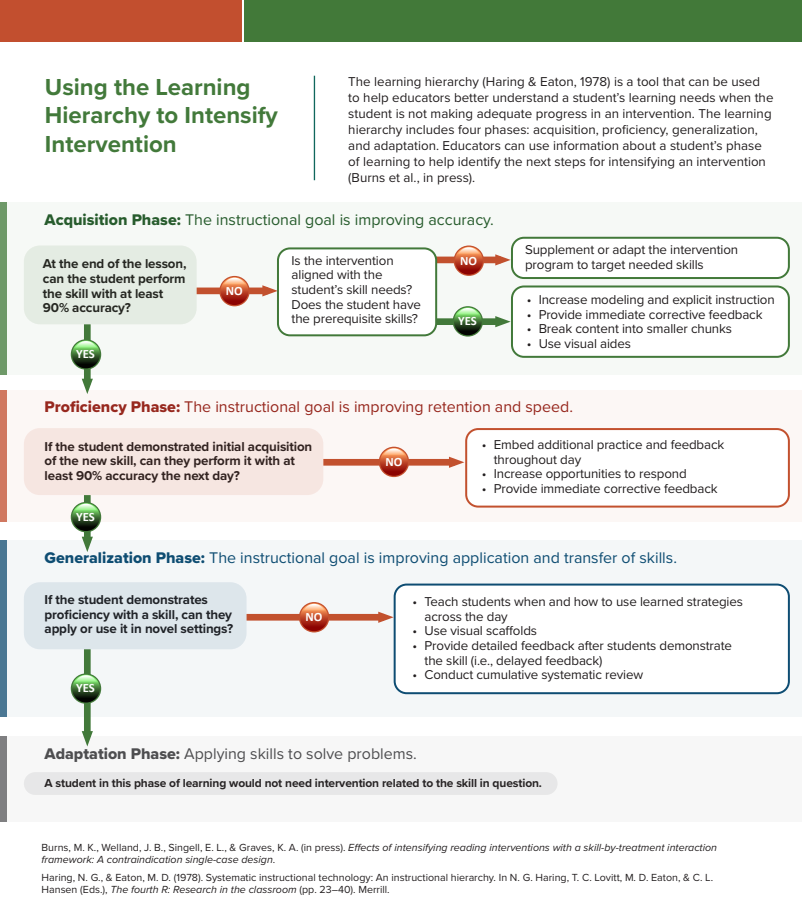 Using the Learning
Hierarchy to Intensify
Intervention
The learning hierarchy (Haring & Eaton, 1978) is a tool that can be used
to help educators better understand a student's learning needs when the
student is not making adequate progress in an intervention. The learning
hierarchy includes four phases: acquisition, proficiency, generalization,
and adaptation. Educators can use information about a student's phase
of learning to help identify the next steps for intensifying an intervention
(Burns et al., in press).
Acquisition Phase: The instructional goal is improving accuracy.
At the end of the lesson,
can the student perform
the skill with at least
90% accuracy?
NO
Is the intervention
aligned with the
student's skill needs?
Does the student have
the prerequisite skills?
NO
Supplement or adapt the intervention
program to target needed skills
YES
• Increase modeling and explicit instruction
• Provide immediate corrective feedback
• Break content into smaller chunks
• Use visual aides
YES
Proficiency Phase: The instructional goal is improving retention and speed.
If the student demonstrated initial acquisition
of the new skill, can they perform it with at
least 90% accuracy the next day?
NO
• Embed additional practice and feedback
throughout day
• Increase opportunities to respond
• Provide immediate corrective feedback
YES
Generalization Phase: The instructional goal is improving application and transfer of skills.
If the student demonstrates
proficiency with a skill, can they
apply or use it in novel settings?
NO
• Teach students when and how to use learned strategies
across the day
• Use visual scaffolds
• Provide detailed feedback after students demonstrate
the skill (i.e., delayed feedback)
• Conduct cumulative systematic review
YES
Adaptation Phase: Applying skills to solve problems.
A student in this phase of learning would not need intervention related to the skill in question.
Burns, M. K., Welland, J. B., Singell, E. L., & Graves, K. A. (in press). Effects of intensifying reading interventions with a skill-by-treatment interaction
framework: A contraindication single-case design.
Haring, N. G., & Eaton, M. D. (1978). Systematic instructional technology: An instructional hierarchy. In N. G. Haring, T. C. Lovitt, M. D. Eaton, & C. L.
Hansen (Eds.), The fourth R: Research in the classroom (pp. 23–40). Merrill.